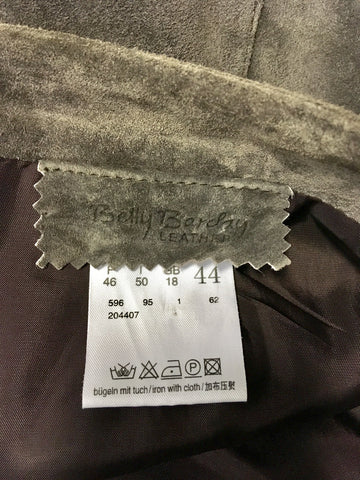 Betty Barclay
LEATHER
F I GB 44
46 50 18
596 95 1 62
204407
bügeln mit tuch/iron with cloth/加布压熨